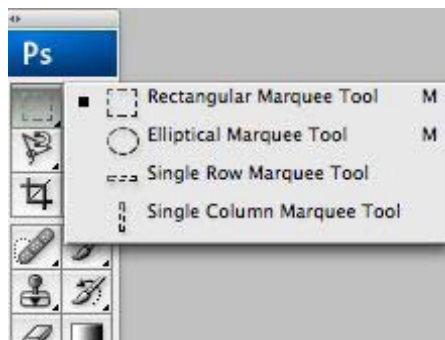 Ps
Rectangular Marquee Tool M
Elliptical Marquee Tool M
Single Row Marquee Tool
Single Column Marquee Tool